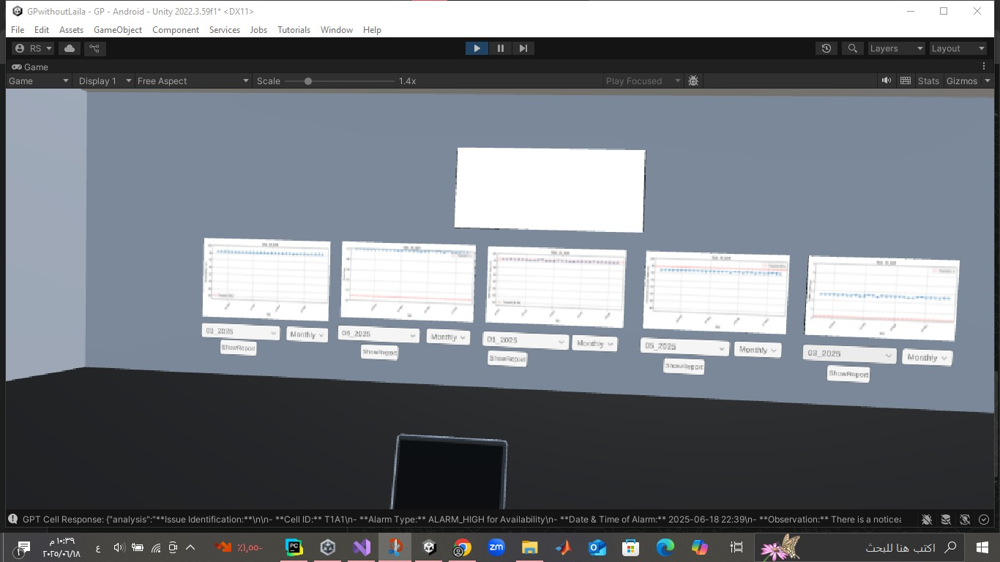 GPwithoutLaila - GP - Android - Unity 2022.3.59f1* <DX11>
File Edit Assets GameObject Component Services Jobs Tutorials Window Help
RS Layers Layout
Game
Game Display 1 Free Aspect Scale 1.4x Play Focused Stats Gizmos
03_2025 Monthly
ShowReport
05_2025 Monthly
ShowReport
01_2025 Monthly
ShowReport
05_2025 Monthly
ShowReport
03_2025 Monthly
ShowReport
GPT Cell Response: {"analysis":"**Issue Identification:**\n\n- **Cell ID:** T1A1\n- **Alarm Type:** ALARM_HIGH for Availability\n- **Date & Time of Alarm:** 2025-06-18 22:39\n- **Observation:** There is a noticea
١٠:٣٩ م
٢٠٢٥/٠٦/١٨
1
ع
٪١,٥٥-
PC
zm
اكتب هنا للبحث